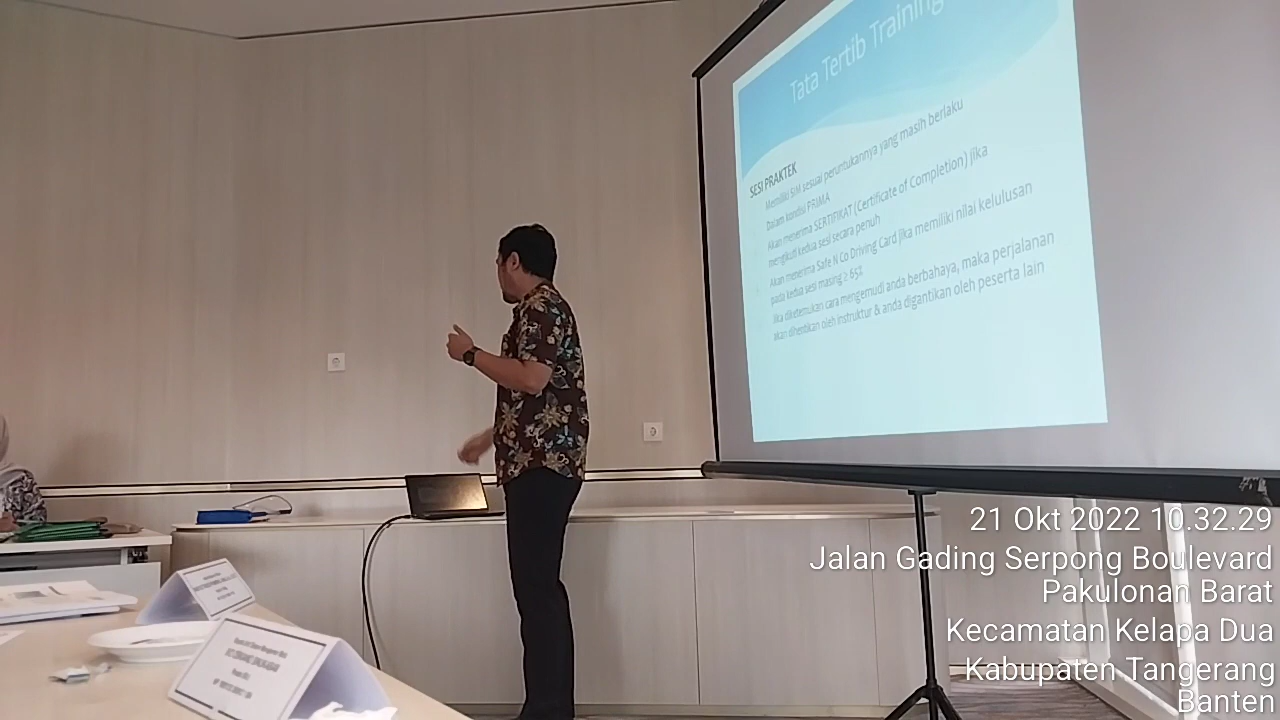 Tata Tertib Training
SESI PRAKTEK
Memiliki SIM sesuai peruntukannya yang masih berlaku
Dalam kondisi PRIMA
Akan menerima SERTIFIKAT (Certificate of Completion) jika
mengikuti kedua sesi secara penuh
Akan menerima Safe N Co Driving Card jika memiliki nilai kelulusan
pada kedua sesi masing ≥ 65%
Jika diketemukan cara mengemudi anda berbahaya, maka perjalanan
akan dihentikan oleh instruktur & anda digantikan oleh peserta lain
21 Okt 2022 10.32.29
Jalan Gading Serpong Boulevard
Pakulonan Barat
Kecamatan Kelapa Dua
Kabupaten Tangerang
Banten